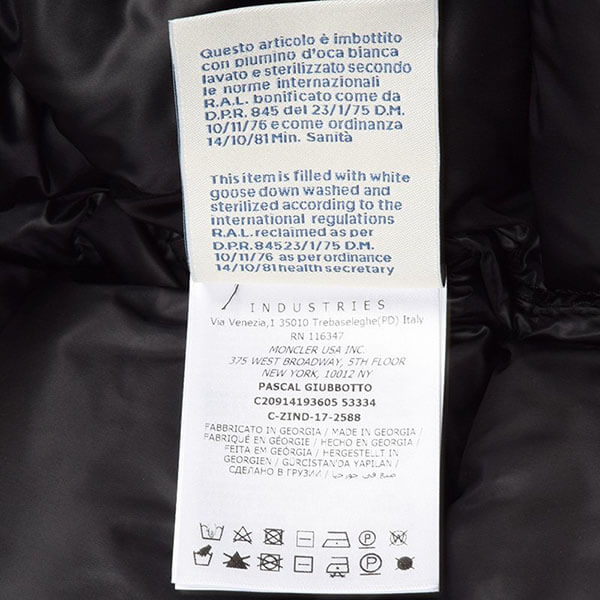 Questo articolo è imbottito
con piumino d'oca bianca
lavato e sterilizzato secondo
le norme internazionali
R.A.L. bonificato come da
D.P.R. 845 del 23/1/75 D.M.
10/11/76 e come ordinanza
14/10/81 Min. Sanità
This item is filled with white
goose down washed and
sterilized according to the
international regulations
R.A.L. reclaimed as per
D.P.R. 84523/1/75 D.M.
10/11/76 as per ordinance
14/10/81 health secretary
INDUSTRIES
Via Venezia,1 35010 Trebaseleghe(PD) Italy
RN 116347
MONCLER USA INC.
375 WEST BROADWAY, 5TH FLOOR
NEW YORK, 10012 NY
PASCAL GIUBBOTTO
C20914193605 53334
C-ZIND-17-2588
FABBRICATO IN GEORGIA / MADE IN GEORGIA /
FABRIQUÉ EN GÉORGIE / HECHO EN GEORGIA /
FEITA EM GEÓRGIA / HERGESTELLT IN
GEORGIEN / GÜRCISTAN'DA YAPILAN /
СДЕЛАНО В ГРУЗИИ / صنع في جورجيا
P W
P